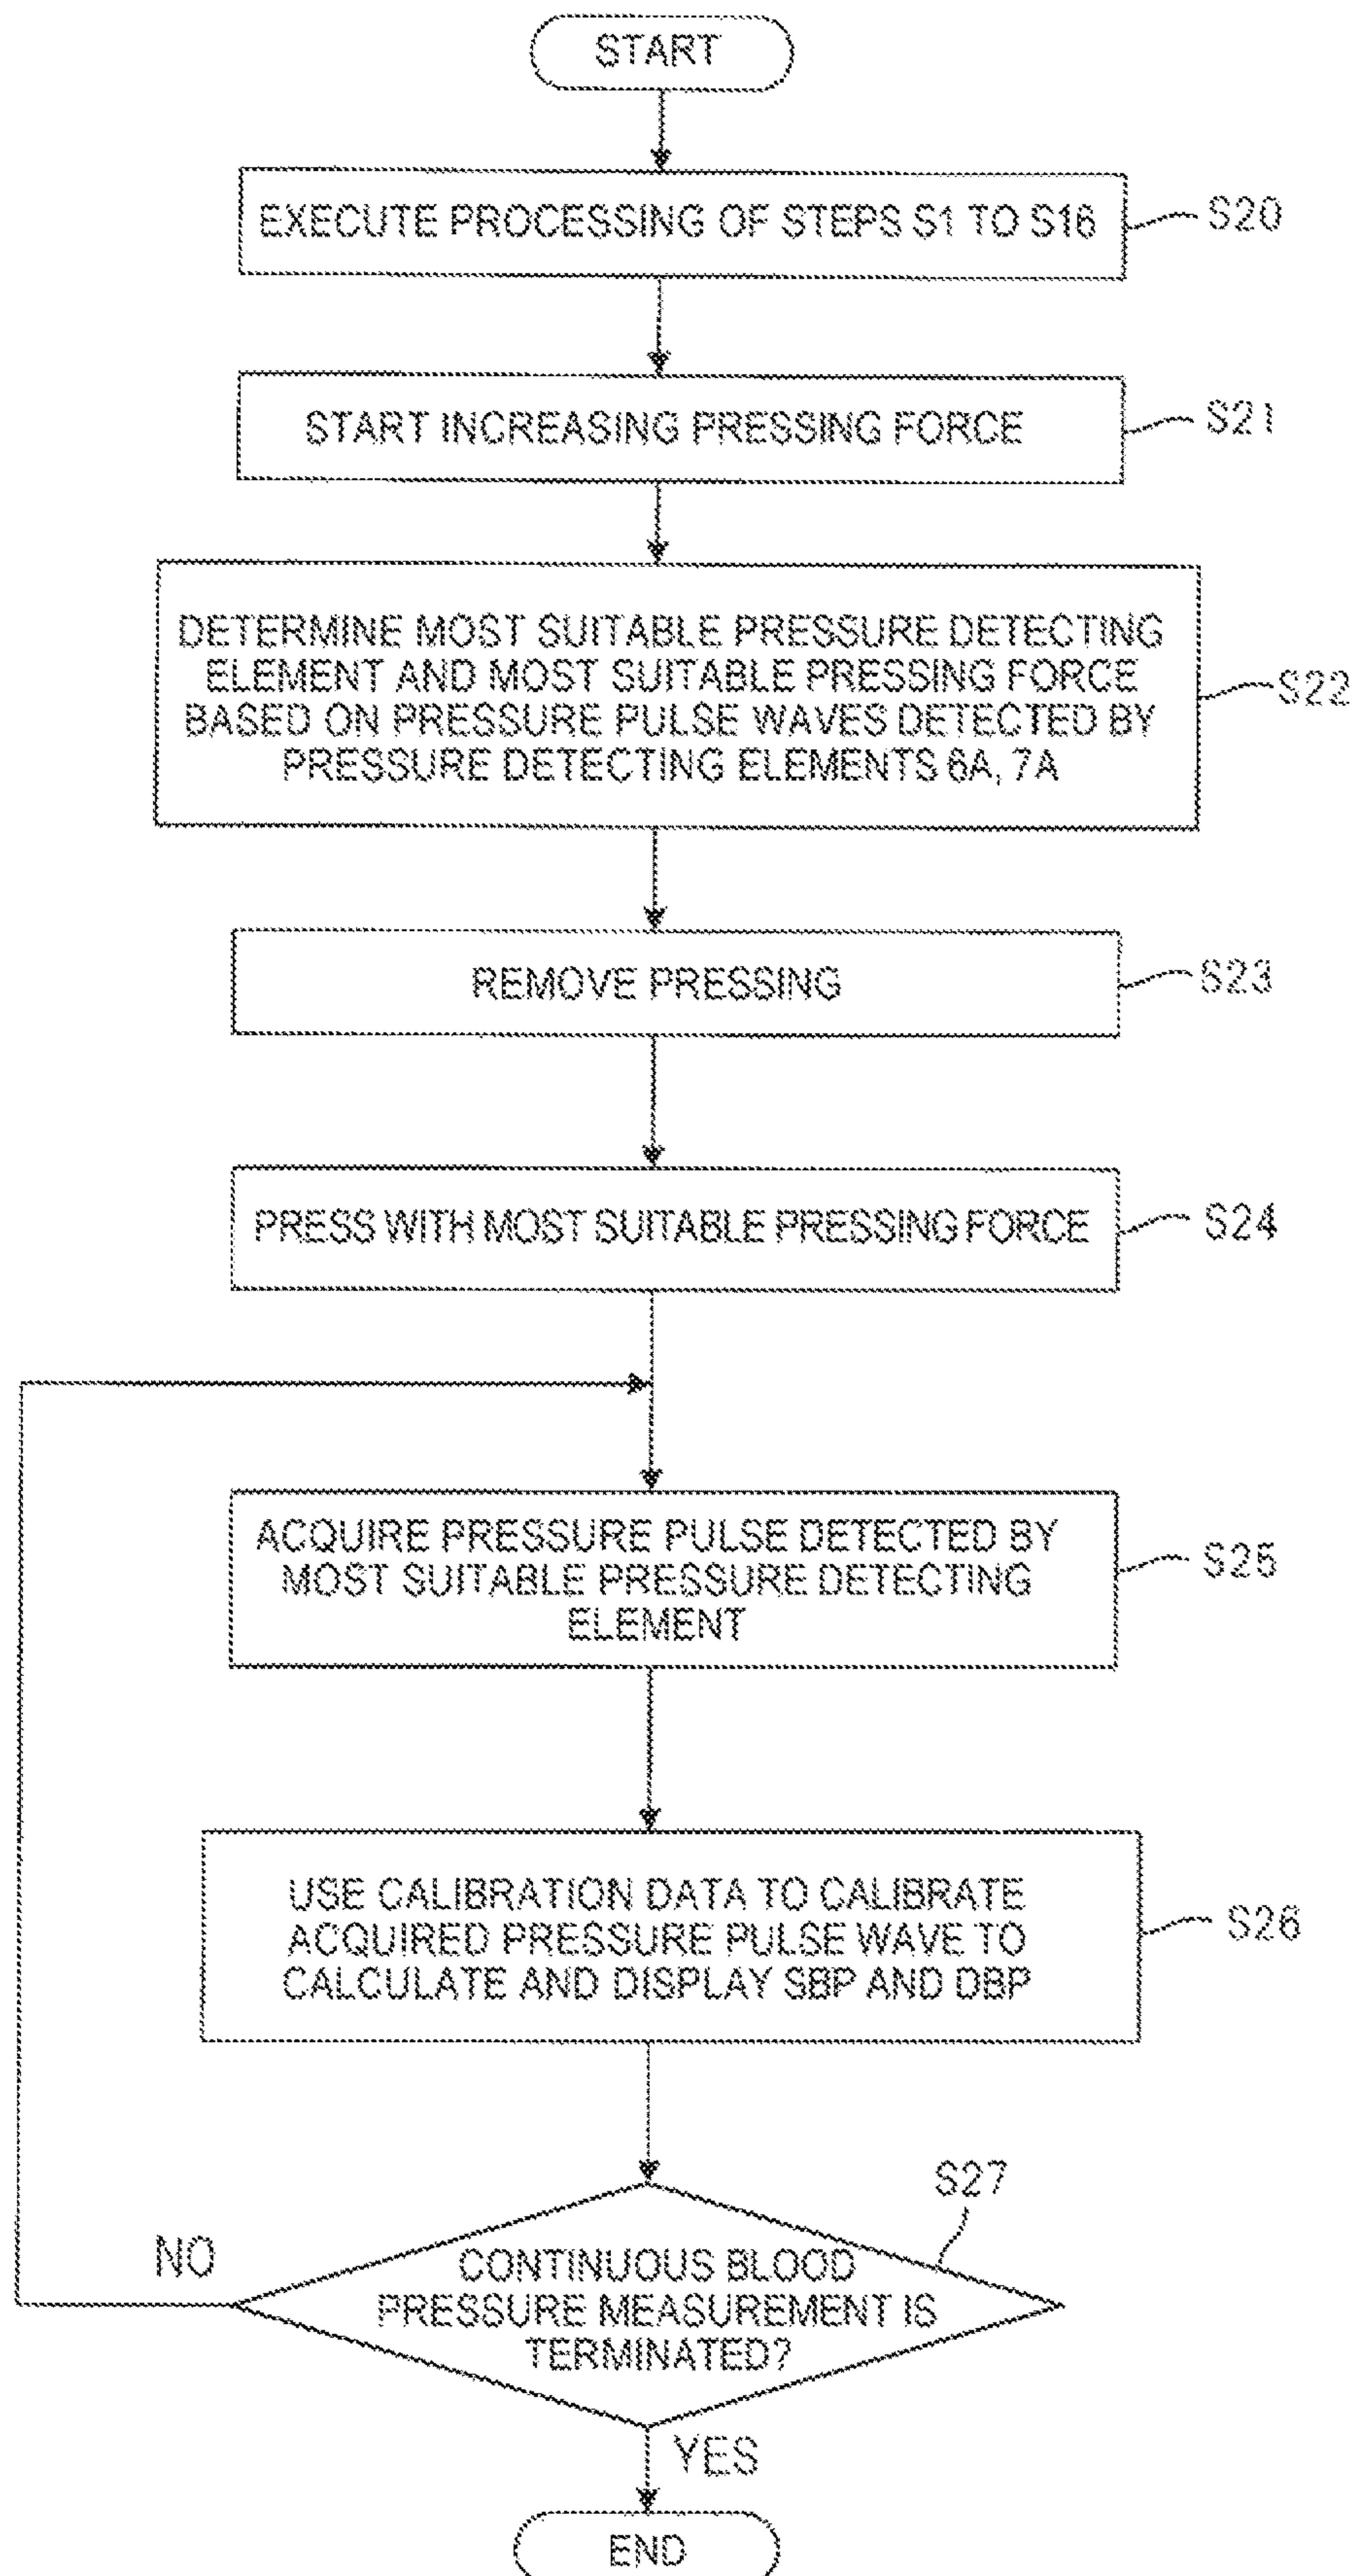 START
EXECUTE PROCESSING OF STEPS S1 TO S16
S20
START INCREASING PRESSING FORCE
S21
DETERMINE MOST SUITABLE PRESSURE DETECTING
ELEMENT AND MOST SUITABLE PRESSING FORCE
BASED ON PRESSURE PULSE WAVES DETECTED BY
PRESSURE DETECTING ELEMENTS 6A, 7A
S22
REMOVE PRESSING
S23
PRESS WITH MOST SUITABLE PRESSING FORCE
S24
ACQUIRE PRESSURE PULSE DETECTED BY
MOST SUITABLE PRESSURE DETECTING
ELEMENT
S25
USE CALIBRATION DATA TO CALIBRATE
ACQUIRED PRESSURE PULSE WAVE TO
CALCULATE AND DISPLAY SBP AND DBP
S26
S27
NO
CONTINUOUS BLOOD
PRESSURE MEASUREMENT IS
TERMINATED?
YES
END